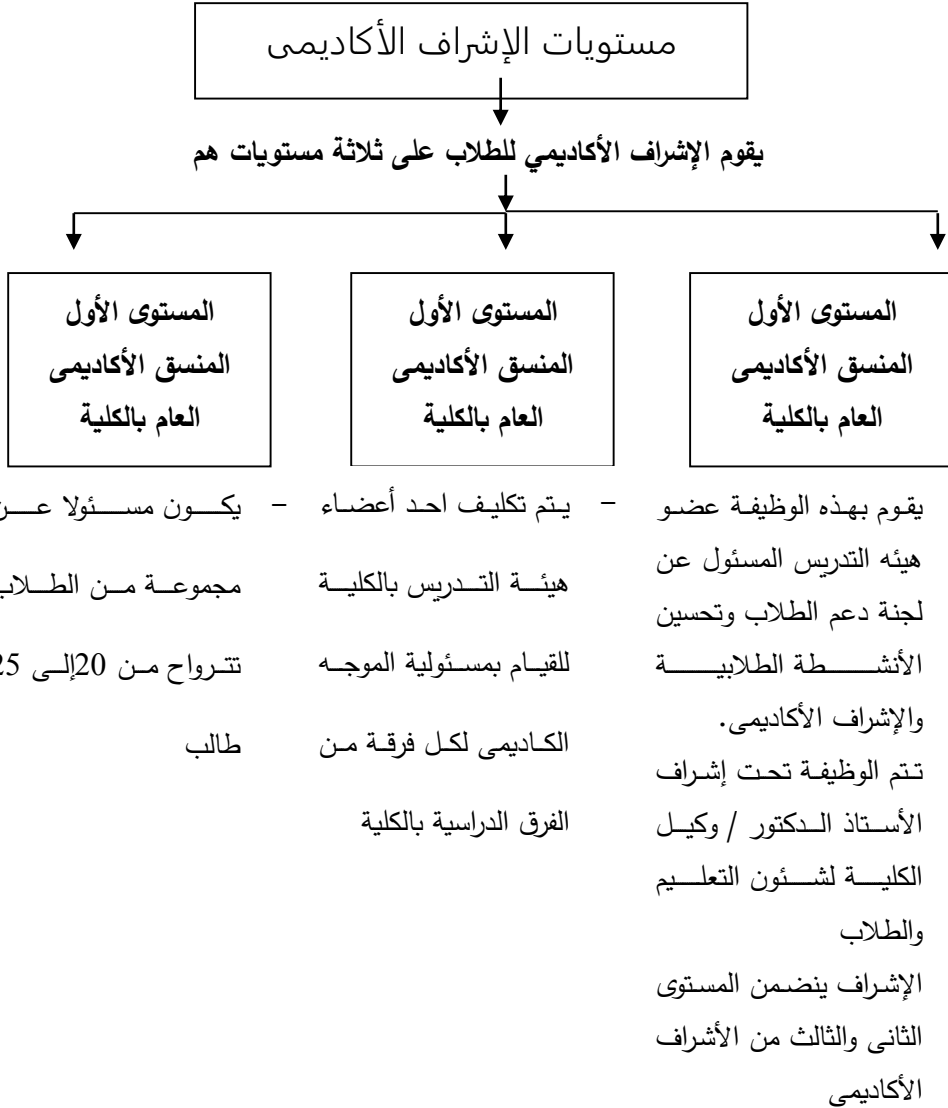 مستويات الإشراف الأكاديمى
يقوم الإشراف الأكاديمي للطلاب على ثلاثة مستويات هم
المستوى الأول
المنسق الأكاديمى
العام بالكلية
المستوى الأول
المنسق الأكاديمى
العام بالكلية
المستوى الأول
المنسق الأكاديمى
العام بالكلية
يقوم بهذه الوظيفة عضو
هيئه التدريس المسئول عن
لجنة دعم الطلاب وتحسين
الأنشطة الطلابية
والإشراف الأكاديمى.
تتم الوظيفة تحت إشراف
الأستاذ الدكتور / وكيل
الكلية لشئون التعليم
والطلاب
الإشراف ينضمن المستوى
الثانى والثالث من الأشراف
الأكاديمى
– يتم تكليف احد أعضاء
هيئة التدريس بالكلية
للقيام بمسئولية الموجه
الكاديمى لكل فرقة من
الفرق الدراسية بالكلية
– يكون مسئولا عن
مجموعة من الطلاب
تترواح من 20إلى 25
طالب